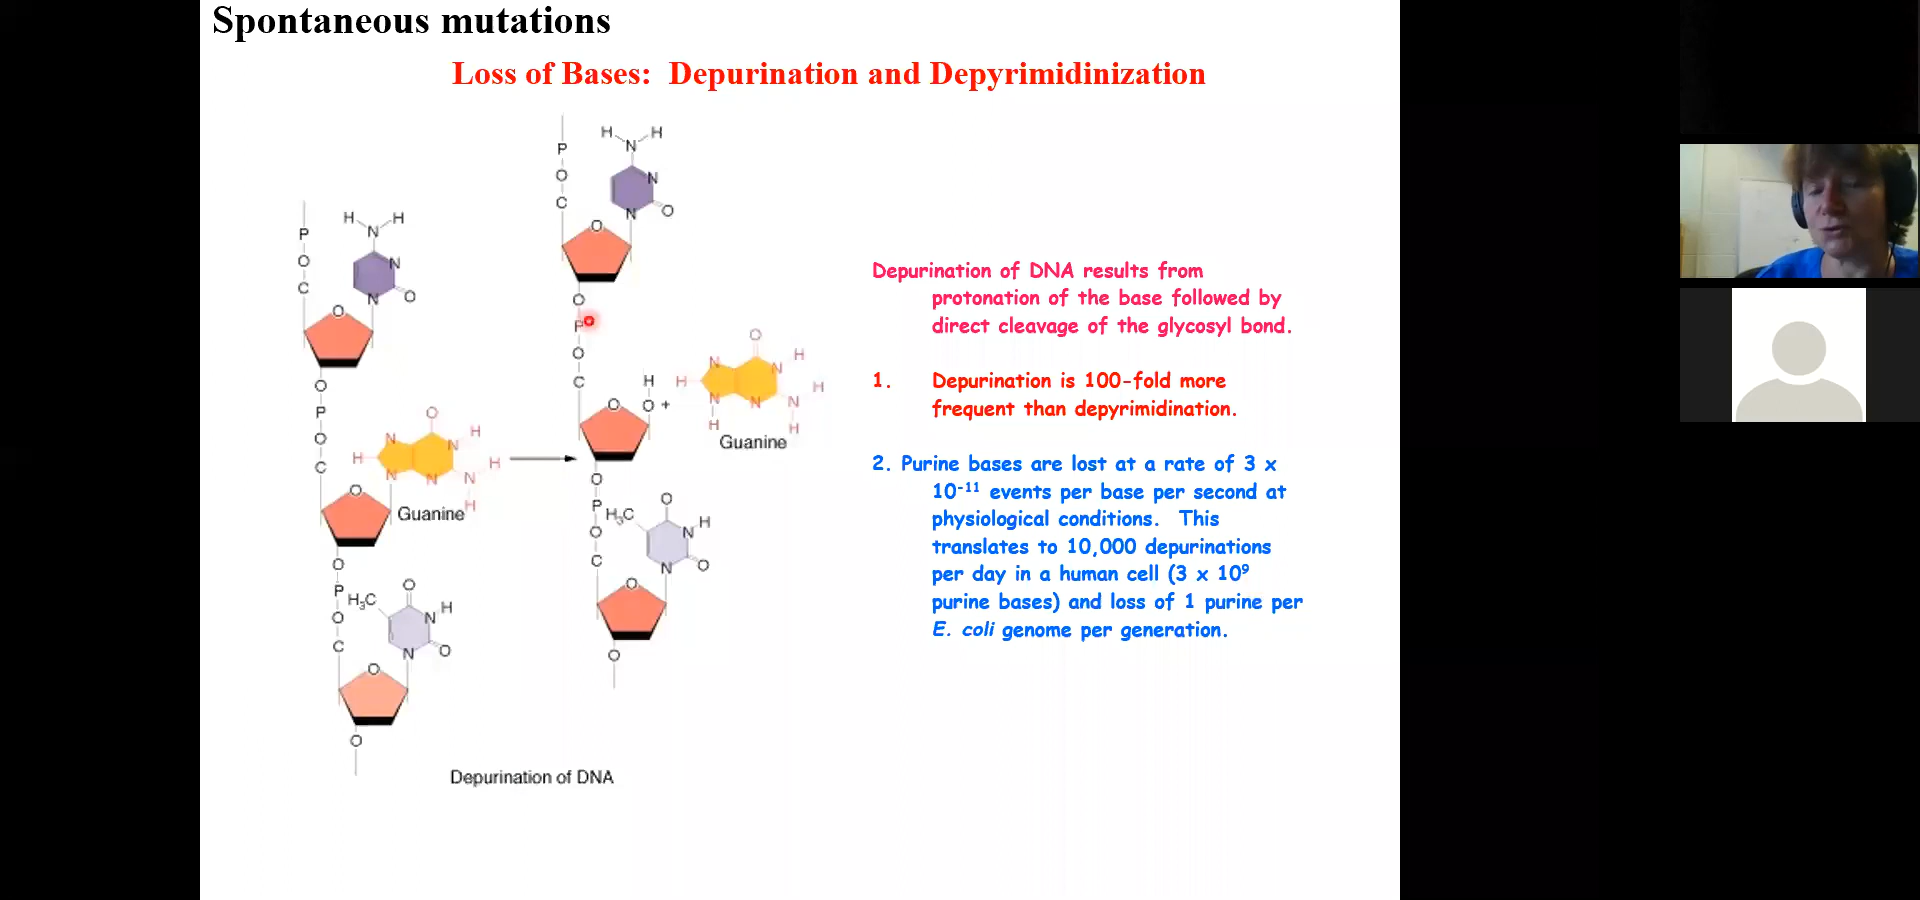 Spontaneous mutations
Loss of Bases: Depurination and Depyrimidinization
P
O
C
H H
N
N
O
N
O
O
P
O
C
O
H N N H
H
N N N
H
O
Guanine
O
P
H₃C
O
O
N H
C
N O
O
O
P
O
C
H H
N
N
N O
O
O
P
O
C
H
O O +
O
N N H
H H
N N N
H H
Guanine
O
P H₃C O
O N H
C
N O
O
O
Depurination of DNA
Depurination of DNA results from
protonation of the base followed by
direct cleavage of the glycosyl bond.
1. Depurination is 100-fold more
frequent than depyrimidination.
2. Purine bases are lost at a rate of 3 x
10⁻¹¹ events per base per second at
physiological conditions. This
translates to 10,000 depurinations
per day in a human cell (3 x 10⁹
purine bases) and loss of 1 purine per
E. coli genome per generation.